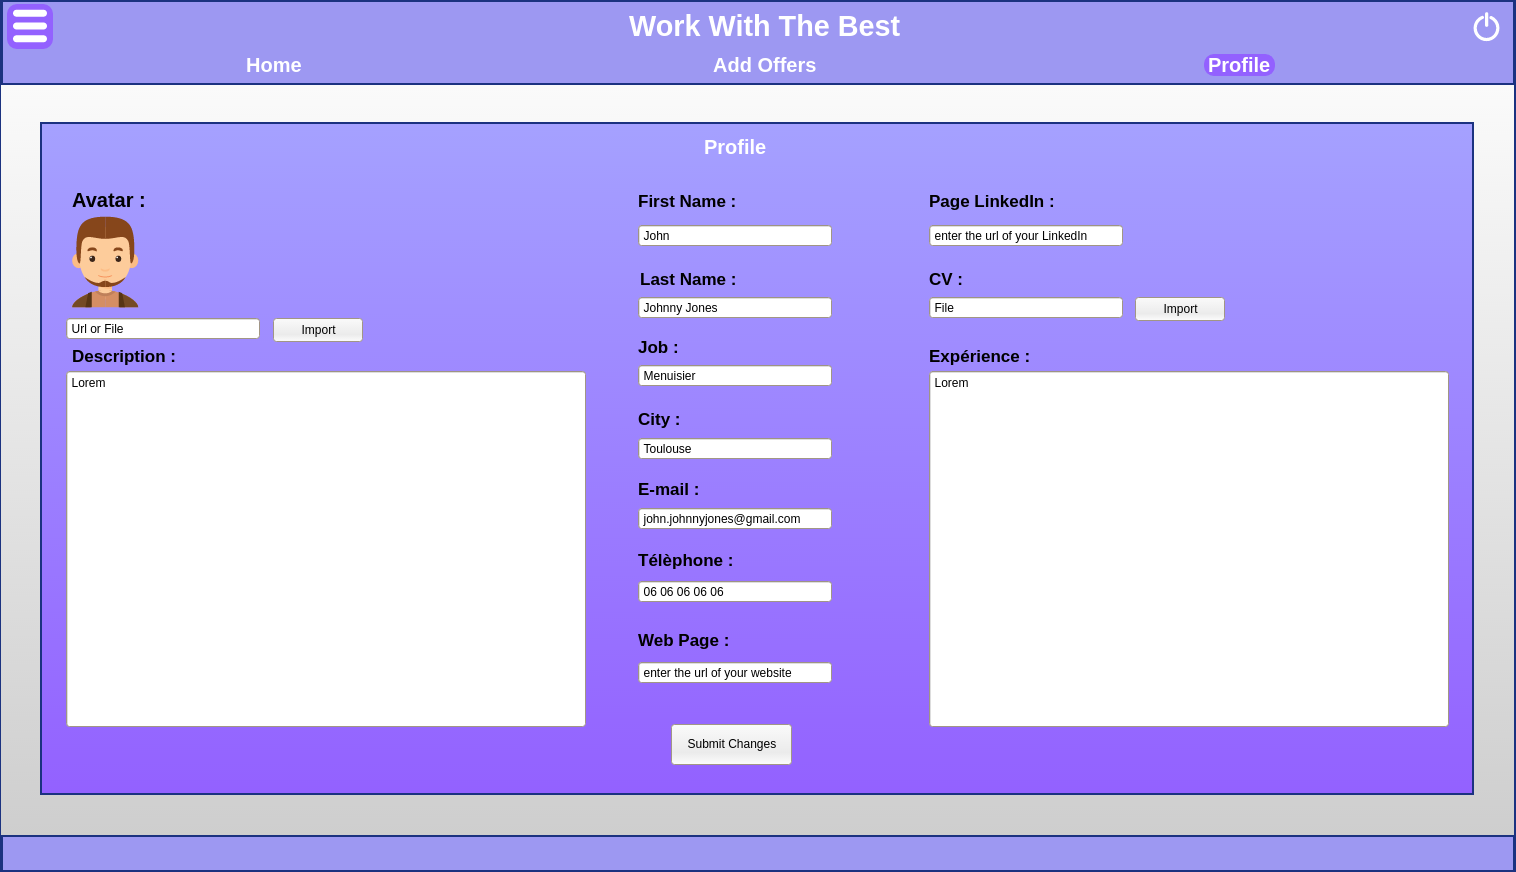 Work With The Best
Home
Add Offers
Profile
Profile
Avatar :
Url or File
Import
Description :
Lorem
First Name :
John
Last Name :
Johnny Jones
Job :
Menuisier
City :
Toulouse
E-mail :
john.johnnyjones@gmail.com
Télèphone :
06 06 06 06 06
Web Page :
enter the url of your website
Submit Changes
Page LinkedIn :
enter the url of your LinkedIn
CV :
File
Import
Expérience :
Lorem